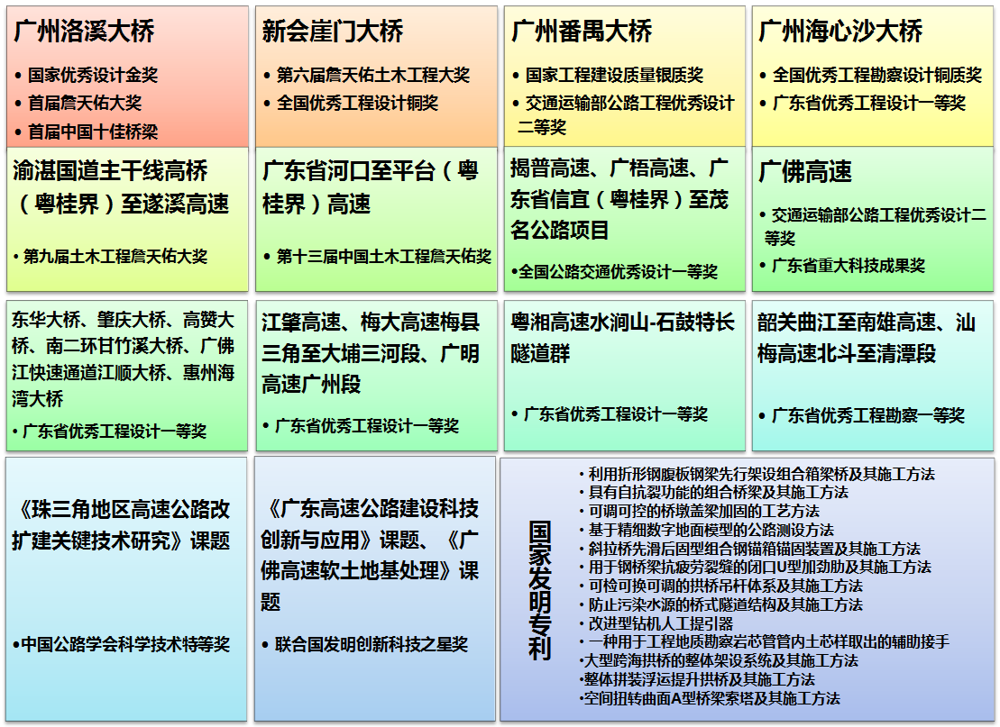 广州洛溪大桥
• 国家优秀设计金奖
• 首届詹天佑大奖
• 首届中国十佳桥梁
新会崖门大桥
• 第六届詹天佑土木工程大奖
• 全国优秀工程设计铜奖
广州番禺大桥
• 国家工程建设质量银质奖
• 交通运输部公路工程优秀设计
二等奖
广州海心沙大桥
• 全国优秀工程勘察设计铜质奖
• 广东省优秀工程设计一等奖
渝湛国道主干线高桥
（粤桂界）至遂溪高速
• 第九届土木工程詹天佑大奖
广东省河口至平台（粤
桂界）高速
• 第十三届中国土木工程詹天佑奖
揭普高速、广梧高速、广
东省信宜（粤桂界）至茂
名公路项目
•全国公路交通优秀设计一等奖
广佛高速
• 交通运输部公路工程优秀设计二
等奖
• 广东省重大科技成果奖
东华大桥、肇庆大桥、高赞大
桥、南二环甘竹溪大桥、广佛
江快速通道江顺大桥、惠州海
湾大桥
• 广东省优秀工程设计一等奖
江肇高速、梅大高速梅县
三角至大埔三河段、广明
高速广州段
• 广东省优秀工程设计一等奖
粤湘高速水涧山-石鼓特长
隧道群
• 广东省优秀工程设计一等奖
韶关曲江至南雄高速、汕
梅高速北斗至清潭段
• 广东省优秀工程勘察一等奖
《珠三角地区高速公路改
扩建关键技术研究》课题
•中国公路学会科学技术特等奖
《广东高速公路建设科技
创新与应用》课题、《广
佛高速软土地基处理》课
题
• 联合国发明创新科技之星奖
国家发明专利
• 利用折形钢腹板钢梁先行架设组合箱梁桥及其施工方法
• 具有自抗裂功能的组合桥梁及其施工方法
• 可调可控的桥墩盖梁加固的工艺方法
• 基于精细数字地面模型的公路测设方法
• 斜拉桥先滑后固型组合钢锚箱锚固装置及其施工方法
• 用于钢桥梁抗疲劳裂缝的闭口U型加劲肋及其施工方法
• 可检可换可调的拱桥吊杆体系及其施工方法
• 防止污染水源的桥式隧道结构及其施工方法
• 改进型钻机人工提引器
• 一种用于工程地质勘察岩芯管管内土芯样取出的辅助接手
•大型跨海拱桥的整体架设系统及其施工方法
•整体拼装浮运提升拱桥及其施工方法
•空间扭转曲面A型桥梁索塔及其施工方法